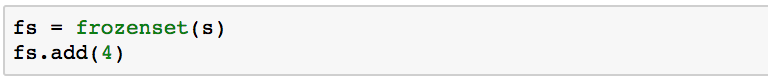 fs = frozenset(s)
fs.add(4)